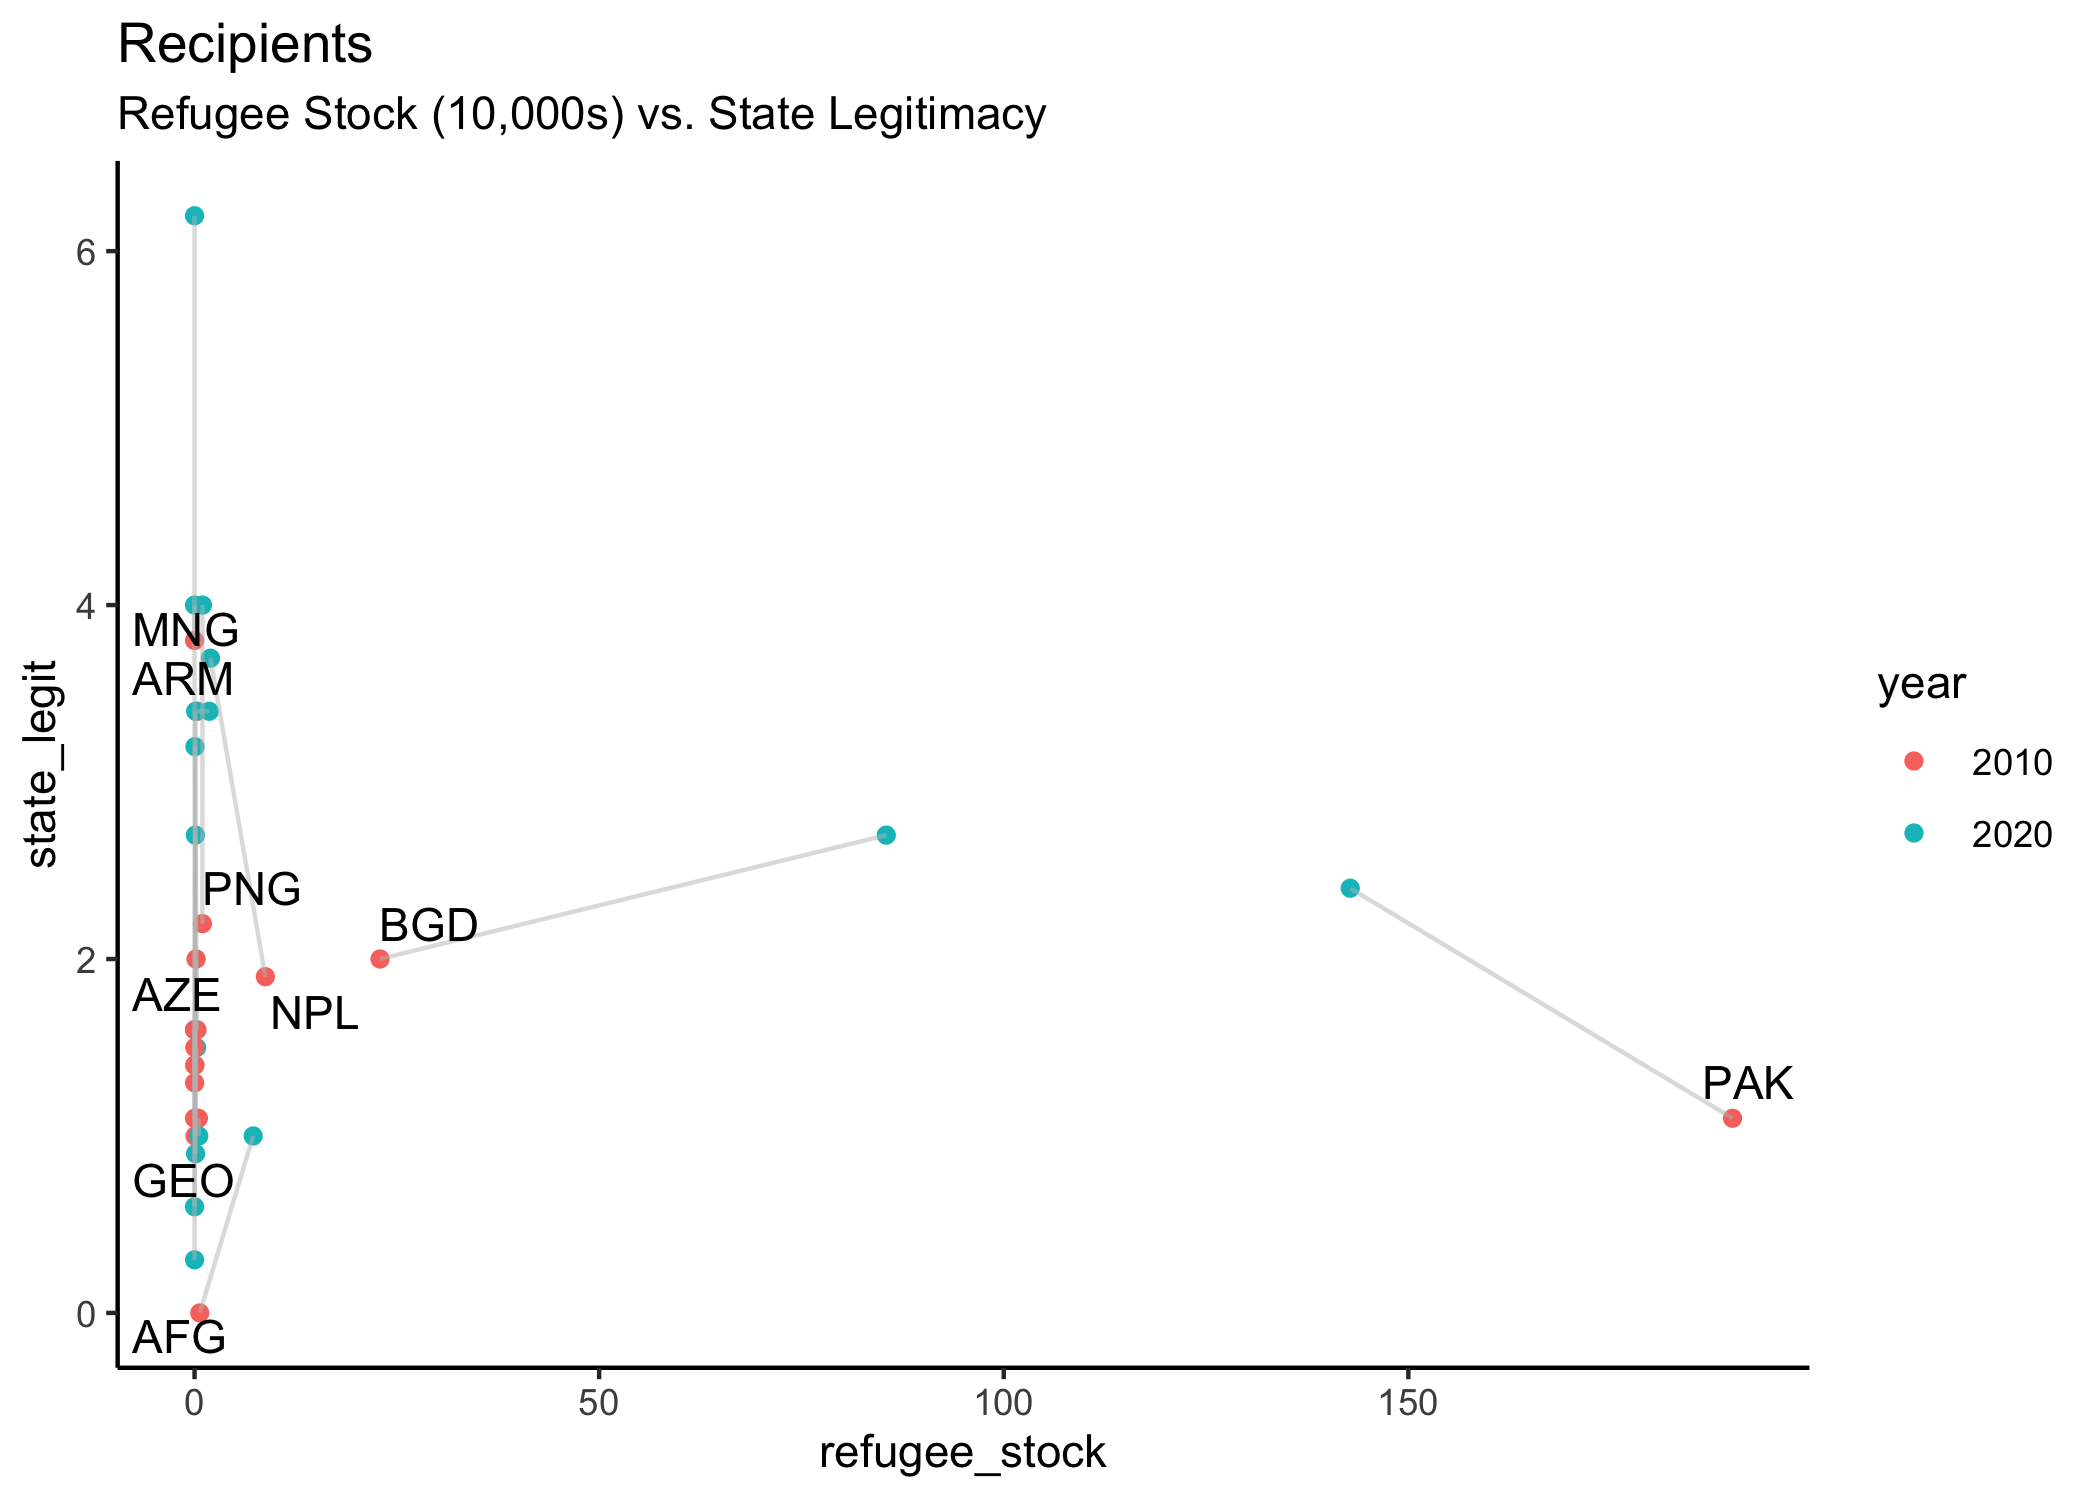 Recipients
Refugee Stock (10,000s) vs. State Legitimacy
6
4
2
0
state_legit
MNG
ARM
PNG
BGD
AZE
NPL
PAK
GEO
AFG
0
50
100
150
refugee_stock
year
2010
2020